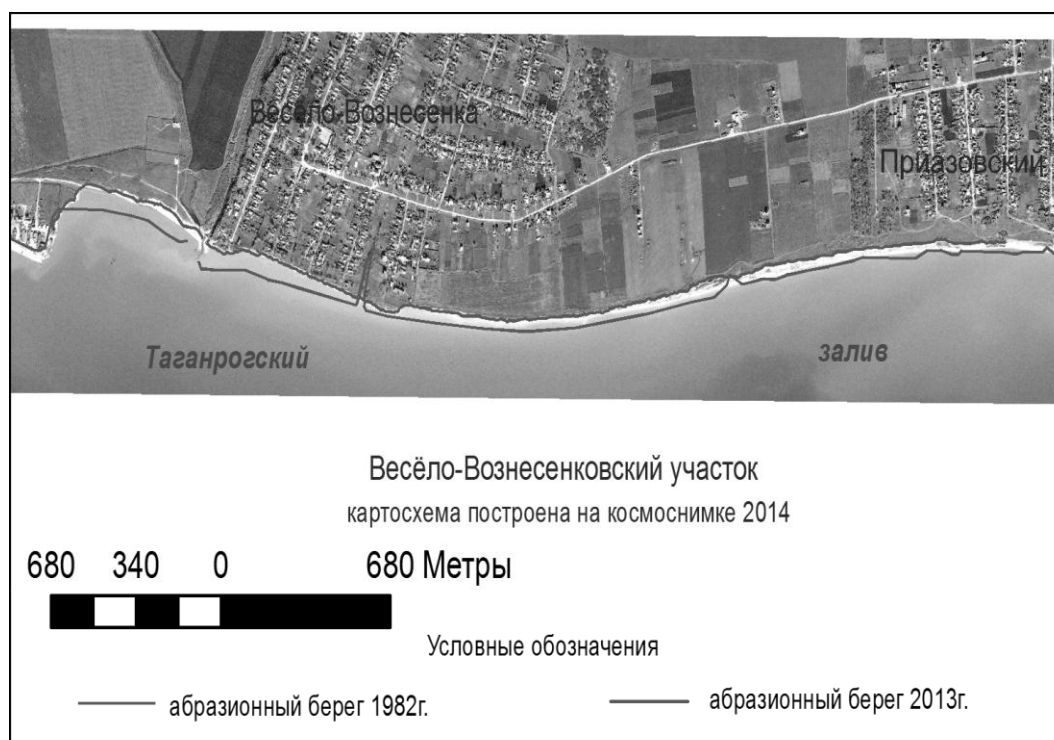 Весёло-Вознесенка
Приазовский
Таганрогский
залив
Весёло-Вознесенковский участок
картосхема построена на космоснимке 2014
680 340 0 680 Метры
Условные обозначения
абразионный берег 1982г. абразионный берег 2013г.